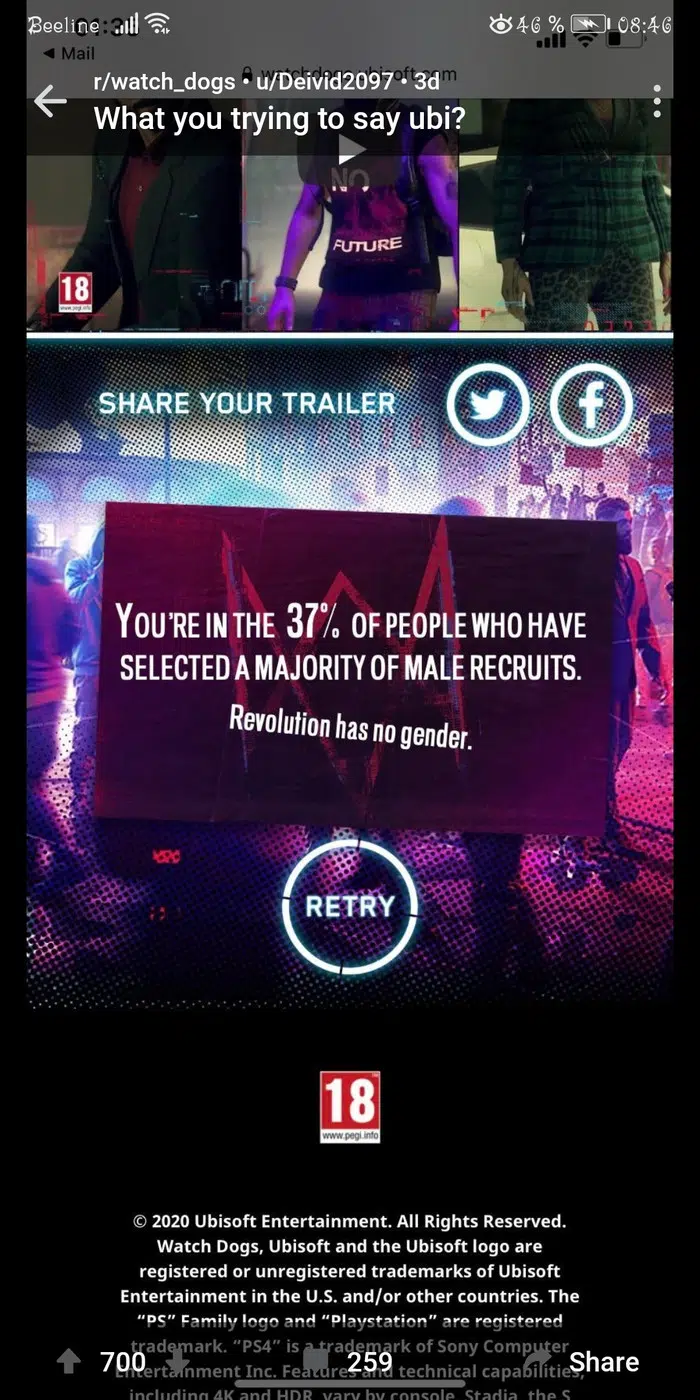 Beeline 46 % 08:46
◀ Mail
watchdogs.ubisoft.com
r/watch_dogs • u/Deivid2097 • 3d
What you trying to say ubi?
NO
FUTURE
18
www.pegi.info
SHARE YOUR TRAILER
YOU'RE IN THE 37% OF PEOPLE WHO HAVE
SELECTED A MAJORITY OF MALE RECRUITS.
Revolution has no gender.
RETRY
18
www.pegi.info
© 2020 Ubisoft Entertainment. All Rights Reserved.
Watch Dogs, Ubisoft and the Ubisoft logo are
registered or unregistered trademarks of Ubisoft
Entertainment in the U.S. and/or other countries. The
“PS” Family logo and “Playstation” are registered
trademark. “PS4” is a trademark of Sony Computer
700 259 Share
Entertainment Inc. Features and technical capabilities,
including 4K and HDR, vary by console. Stadia, the S